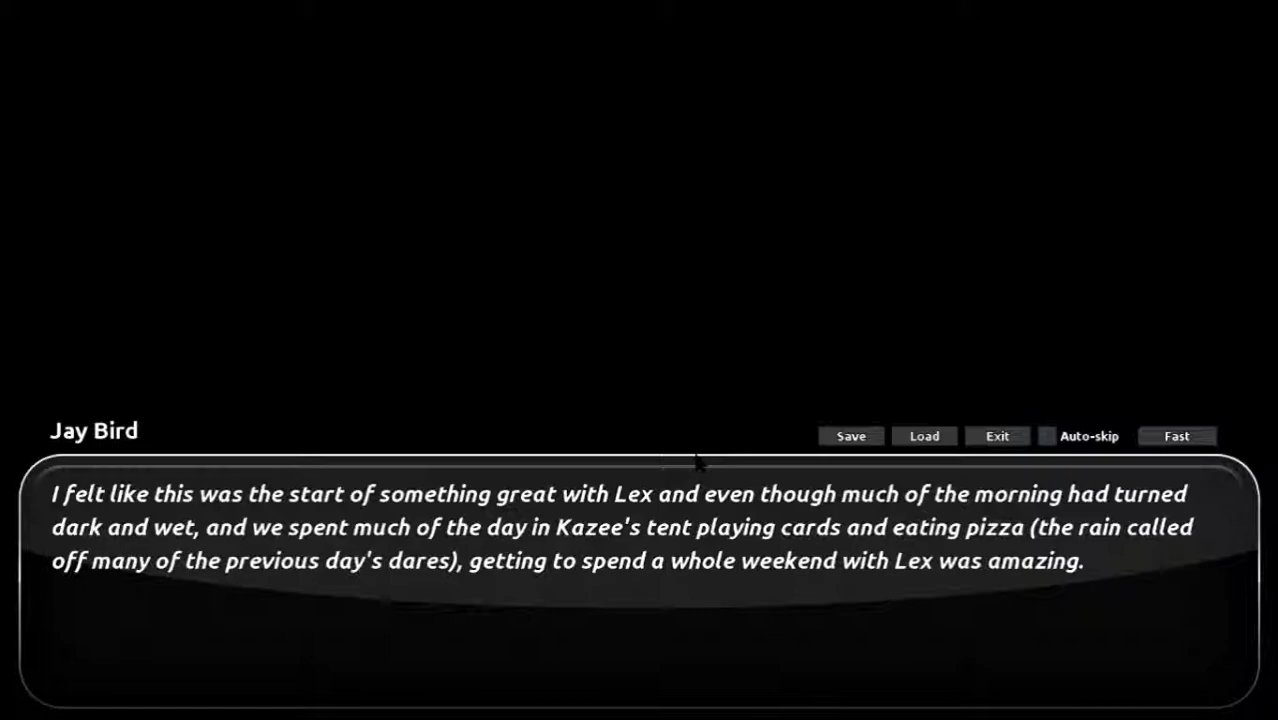 Jay Bird
Save Load Exit Auto-skip Fast
I felt like this was the start of something great with Lex and even though much of the morning had turned
dark and wet, and we spent much of the day in Kazee's tent playing cards and eating pizza (the rain called
off many of the previous day's dares), getting to spend a whole weekend with Lex was amazing.